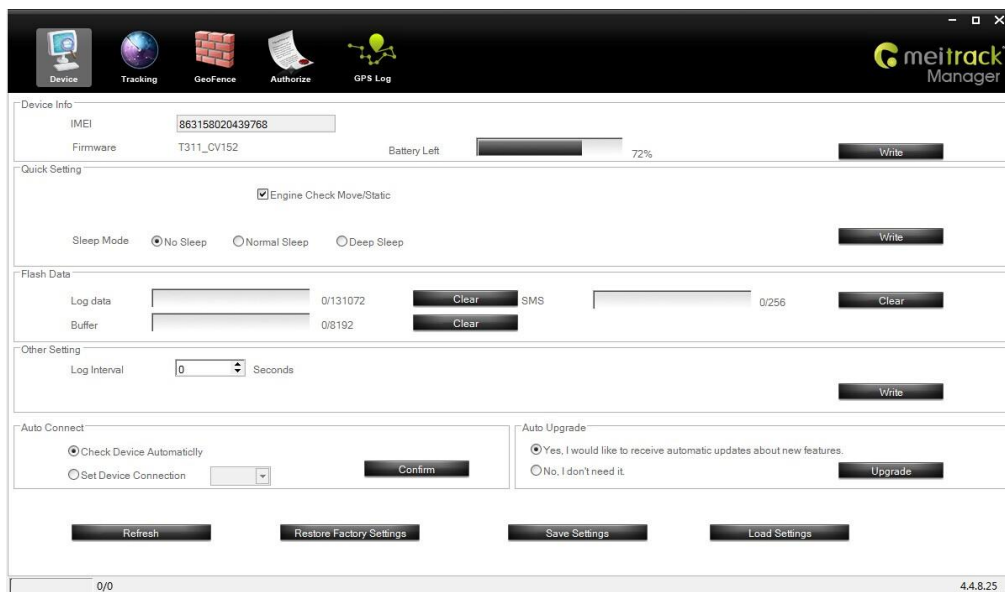 meitrack
Manager
Device Tracking GeoFence Authorize GPS Log
Device Info
IMEI 863158020439768
Firmware T311_CV152 Battery Left 72% Write
Quick Setting
Engine Check Move/Static
Sleep Mode No Sleep Normal Sleep Deep Sleep Write
Flash Data
Log data 0/131072 Clear SMS 0/256 Clear
Buffer 0/8192 Clear
Other Setting
Log Interval 0 Seconds
Write
Auto Connect Auto Upgrade
Check Device Automaticlly Yes, I would like to receive automatic updates about new features.
Set Device Connection Confirm No, I don't need it. Upgrade
Refresh Restore Factory Settings Save Settings Load Settings
0/0 4.4.8.25